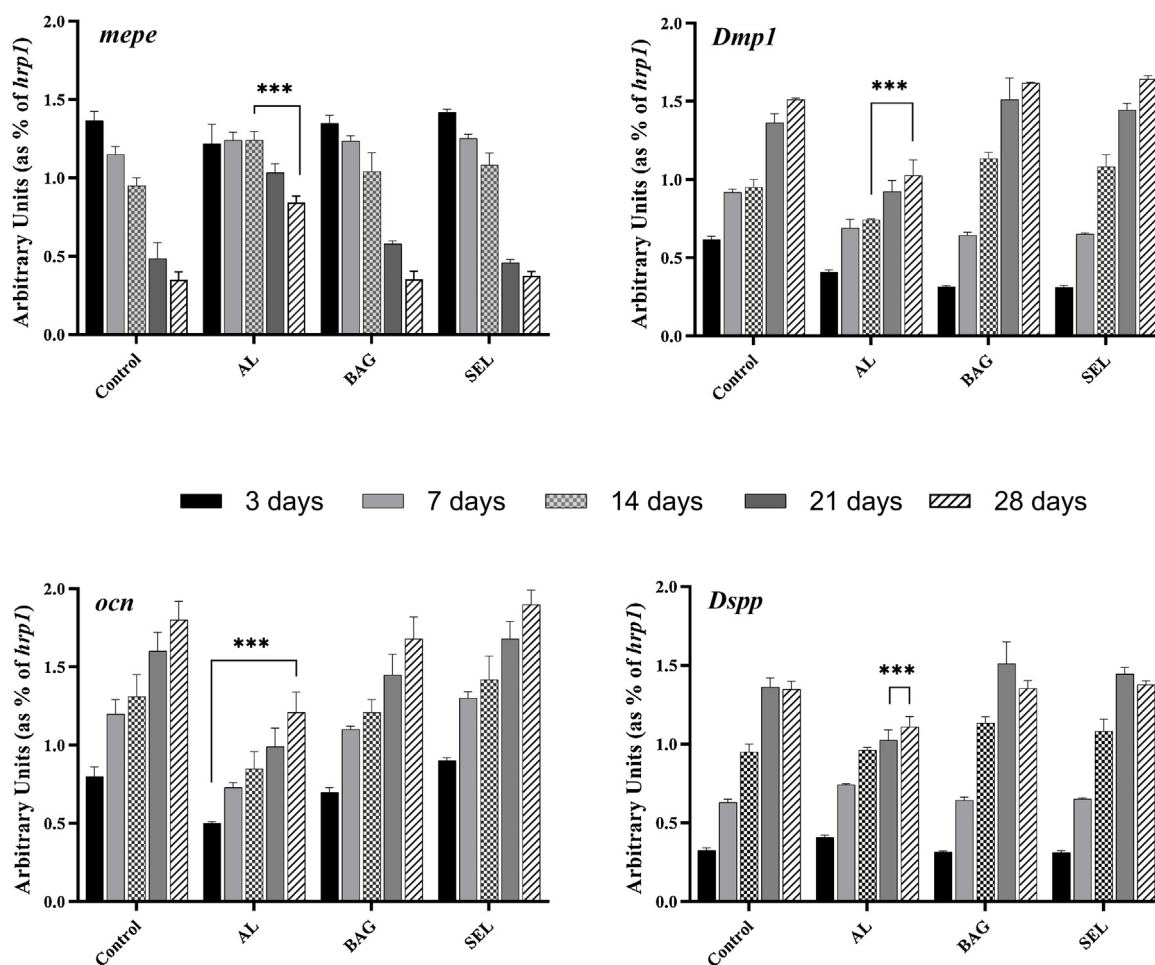 mepe
Arbitrary Units (as % of hrp1)
2.0
1.5
1.0
0.5
0.0
***
Control
AL
BAG
SEL
Dmp1
Arbitrary Units (as % of hrp1)
2.0
1.5
1.0
0.5
0.0
***
Control
AL
BAG
SEL
3 days 7 days 14 days 21 days 28 days
ocn
Arbitrary Units (as % of hrp1)
2.0
1.5
1.0
0.5
0.0
***
Control
AL
BAG
SEL
Dspp
Arbitrary Units (as % of hrp1)
2.0
1.5
1.0
0.5
0.0
***
Control
AL
BAG
SEL